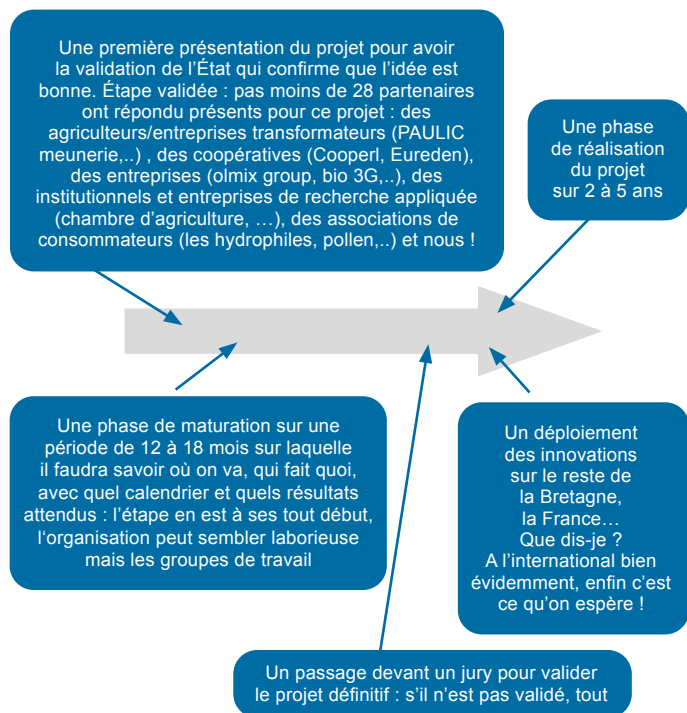 Une première présentation du projet pour avoir
la validation de l’État qui confirme que l’idée est
bonne. Étape validée : pas moins de 28 partenaires
ont répondu présents pour ce projet : des
agriculteurs/entreprises transformateurs (PAULIC
meunerie,..) , des coopératives (Cooperl, Eureden),
des entreprises (olmix group, bio 3G,..), des
institutionnels et entreprises de recherche appliquée
(chambre d’agriculture, …), des associations de
consommateurs (les hydrophiles, pollen,..) et nous !
Une phase de maturation sur une
période de 12 à 18 mois sur laquelle
il faudra savoir où on va, qui fait quoi,
avec quel calendrier et quels résultats
attendus : l’étape en est à ses tout début,
l‘organisation peut sembler laborieuse
mais les groupes de travail
Un passage devant un jury pour valider
le projet définitif : s’il n’est pas validé, tout
Une phase
de réalisation
du projet
sur 2 à 5 ans
Un déploiement
des innovations
sur le reste de
la Bretagne,
la France…
Que dis-je ?
A l’international bien
évidemment, enfin c’est
ce qu’on espère !